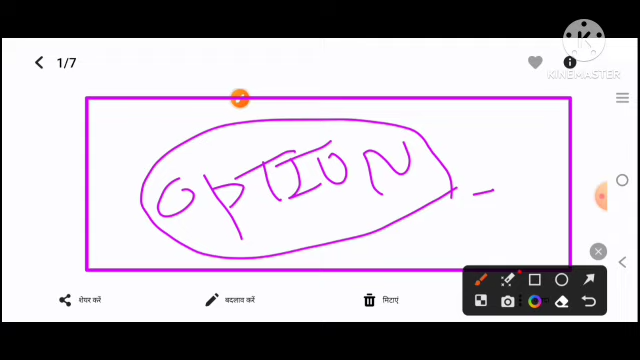 1/7
KINEMASTER
OPTION -
शेयर करें
बदलाव करें
मिटाएं